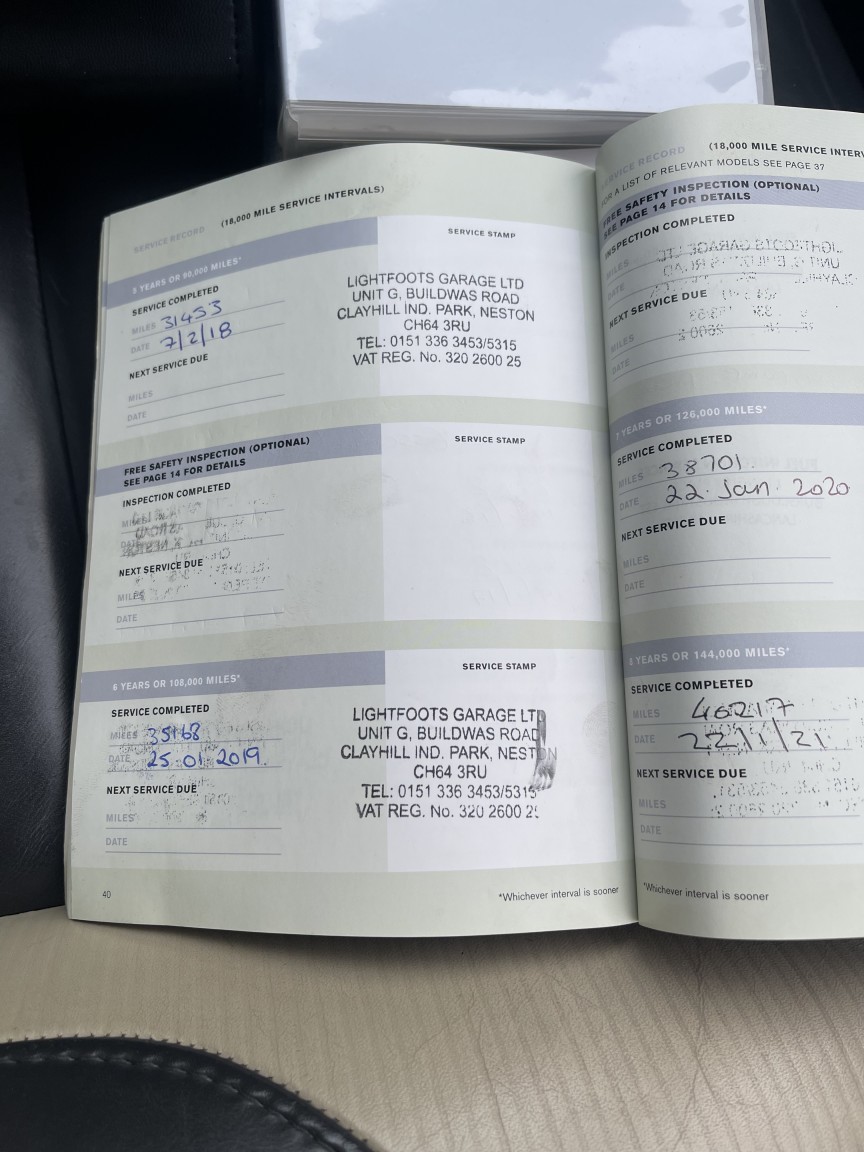 SERVICE RECORD (18,000 MILE SERVICE INTERVALS)
5 YEARS OR 90,000 MILES*
SERVICE STAMP
SERVICE COMPLETED
MILES 31453
DATE 7/2/18
NEXT SERVICE DUE
MILES
DATE
LIGHTFOOTS GARAGE LTD
UNIT G, BUILDWAS ROAD
CLAYHILL IND. PARK, NESTON
CH64 3RU
TEL: 0151 336 3453/5315
VAT REG. No. 320 2600 25
FREE SAFETY INSPECTION (OPTIONAL)
SEE PAGE 14 FOR DETAILS
SERVICE STAMP
INSPECTION COMPLETED
MILES
DATE
NEXT SERVICE DUE
MILES
DATE
6 YEARS OR 108,000 MILES*
SERVICE STAMP
SERVICE COMPLETED
MILES 35168
DATE 25.01.2019.
NEXT SERVICE DUE
MILES
DATE
LIGHTFOOTS GARAGE LTD
UNIT G, BUILDWAS ROAD
CLAYHILL IND. PARK, NESTON
CH64 3RU
TEL: 0151 336 3453/5315
VAT REG. No. 320 2600 25
40
*Whichever interval is sooner
SERVICE RECORD (18,000 MILE SERVICE INTERV
FOR A LIST OF RELEVANT MODELS SEE PAGE 37
FREE SAFETY INSPECTION (OPTIONAL)
SEE PAGE 14 FOR DETAILS
INSPECTION COMPLETED
MILES
DATE
NEXT SERVICE DUE
MILES
DATE
7 YEARS OR 126,000 MILES*
SERVICE COMPLETED
MILES 38701.
DATE 22. Jan. 2020
NEXT SERVICE DUE
MILES
DATE
8 YEARS OR 144,000 MILES*
SERVICE COMPLETED
MILES 40217
DATE 22/1/21
NEXT SERVICE DUE
MILES
DATE
*Whichever interval is sooner